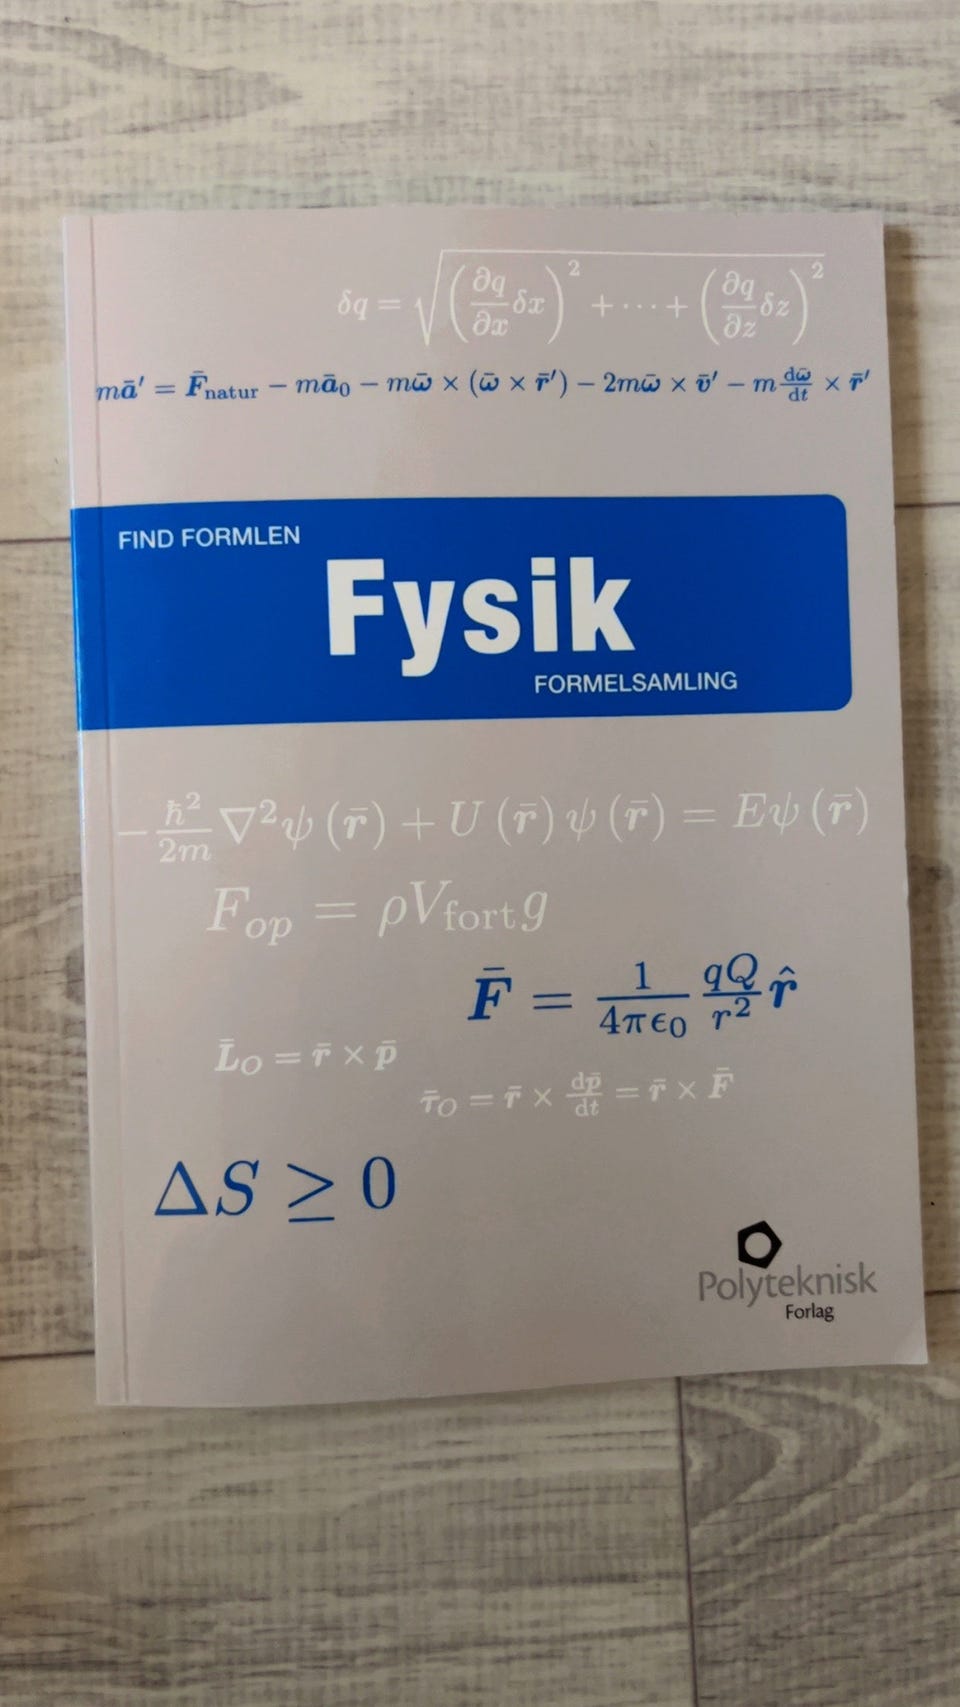 δq = √((∂q/∂x δx)² + ··· + (∂q/∂z δz)²)
mā′ = F̄natur − mā₀ − mω̄ × (ω̄ × r̄′) − 2mω̄ × v̄′ − m dω̄/dt × r̄′
FIND FORMLEN
Fysik
FORMELSAMLING
−ħ²/2m ∇²ψ(r̄) + U(r̄)ψ(r̄) = Eψ(r̄)
Fop = ρVfort g
F̄ = 1/4πϵ₀ qQ/r² r̂
L̄O = r̄ × p̄
τ̄O = r̄ × dp̄/dt = r̄ × F̄
ΔS ≥ 0
Polyteknisk
Forlag